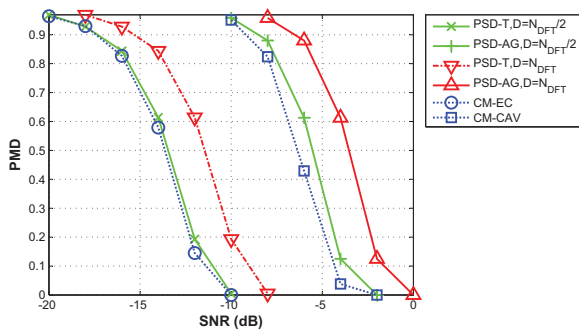 PSD-T,D=N_DFT/2
PSD-AG,D=N_DFT/2
PSD-T,D=N_DFT
PSD-AG,D=N_DFT
CM-EC
CM-CAV
PMD
0.9
0.8
0.7
0.6
0.5
0.4
0.3
0.2
0.1
0
-20
-15
-10
-5
0
SNR (dB)